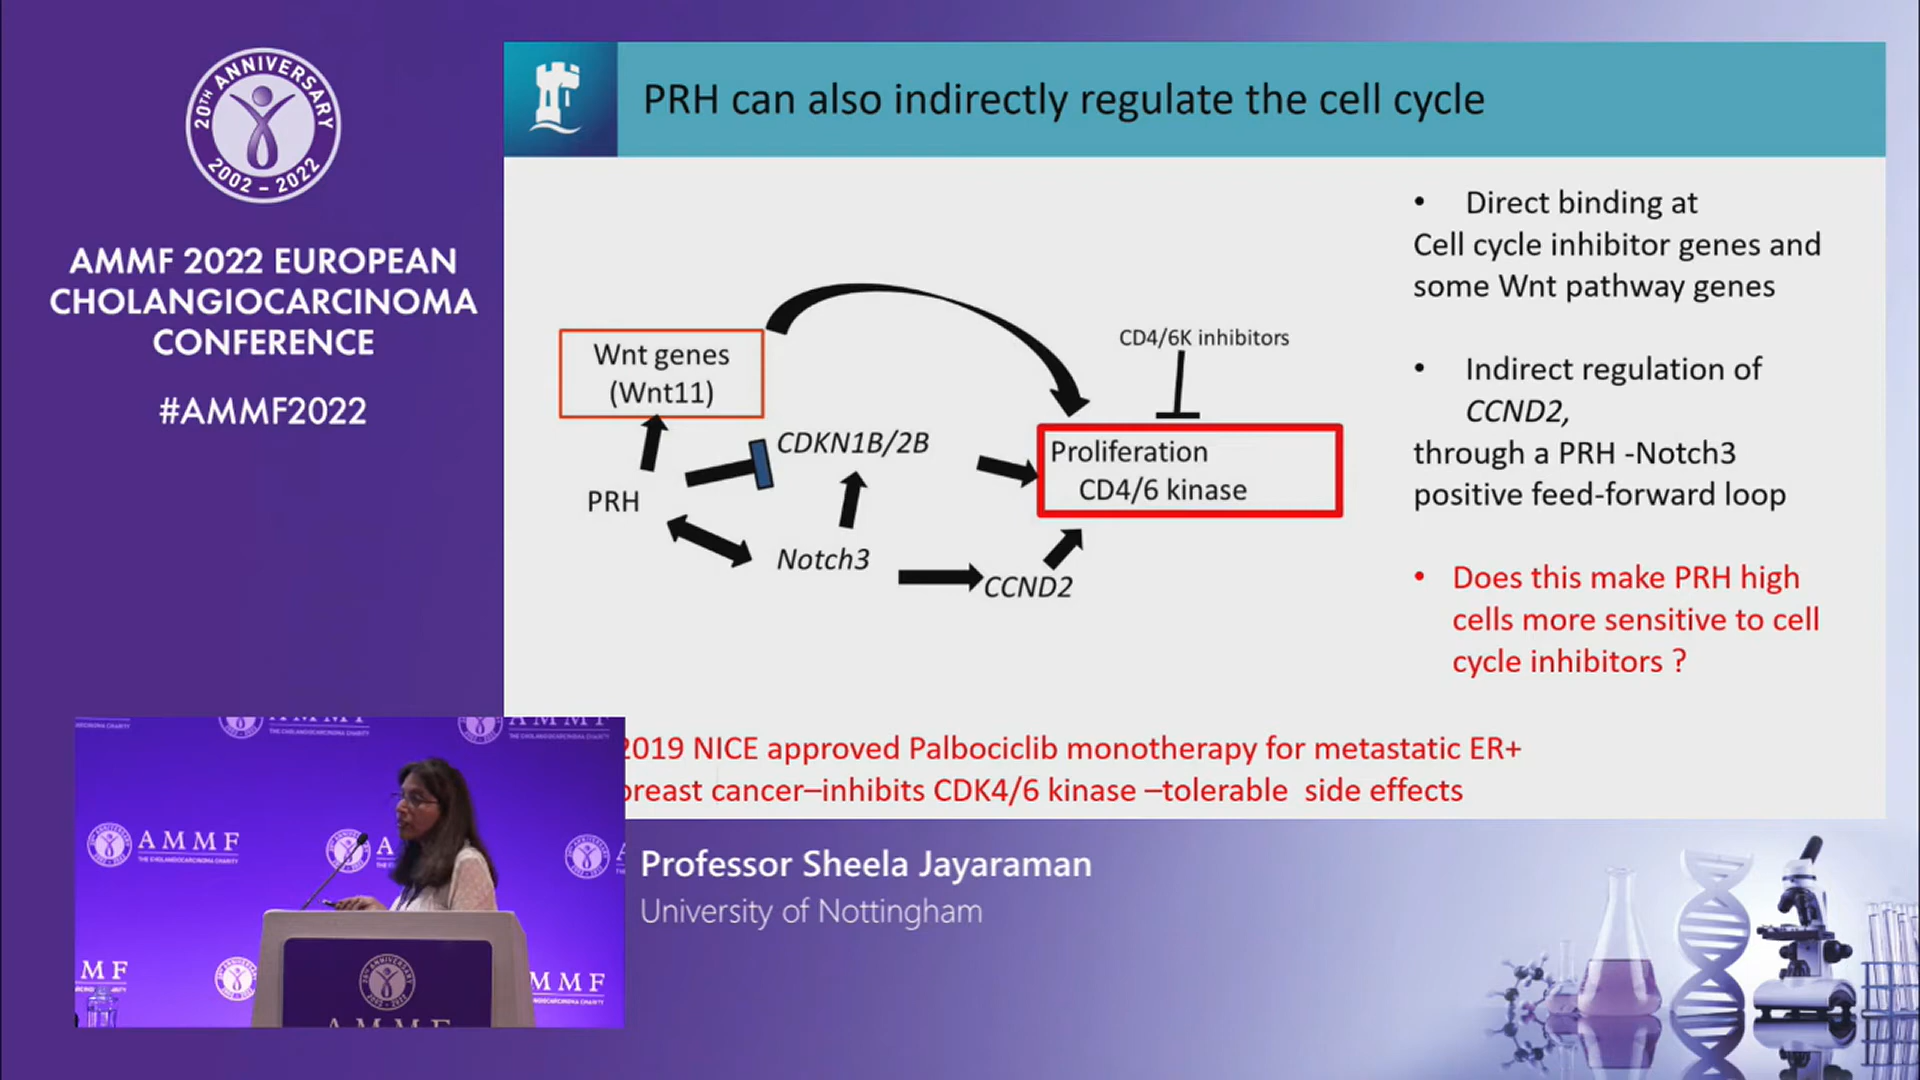 20TH ANNIVERSARY
2002 – 2022
AMMF 2022 EUROPEAN
CHOLANGIOCARCINOMA
CONFERENCE
#AMMF2022
PRH can also indirectly regulate the cell cycle
Wnt genes
(Wnt11)
CD4/6K inhibitors
CDKN1B/2B
PRH
Notch3
CCND2
Proliferation
CD4/6 kinase
• Direct binding at
Cell cycle inhibitor genes and
some Wnt pathway genes
• Indirect regulation of
CCND2,
through a PRH -Notch3
positive feed-forward loop
• Does this make PRH high
cells more sensitive to cell
cycle inhibitors ?
2019 NICE approved Palbociclib monotherapy for metastatic ER+
breast cancer–inhibits CDK4/6 kinase –tolerable side effects
AMMF
THE CHOLANGIOCARCINOMA CHARITY
A
A
MF
MMF
AMMF
Professor Sheela Jayaraman
University of Nottingham